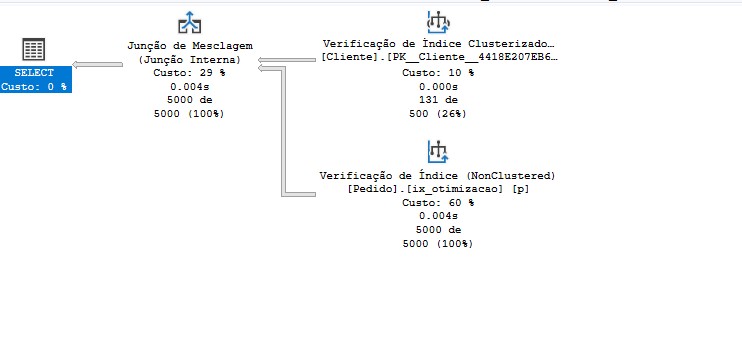 SELECT
Custo: 0 %
Junção de Mesclagem
(Junção Interna)
Custo: 29 %
0.004s
5000 de
5000 (100%)
Verificação de Índice Clusterizado…
[Cliente].[PK__Cliente__4418E207EB6…
Custo: 10 %
0.000s
131 de
500 (26%)
Verificação de Índice (NonClustered)
[Pedido].[ix_otimizacao] [p]
Custo: 60 %
0.004s
5000 de
5000 (100%)